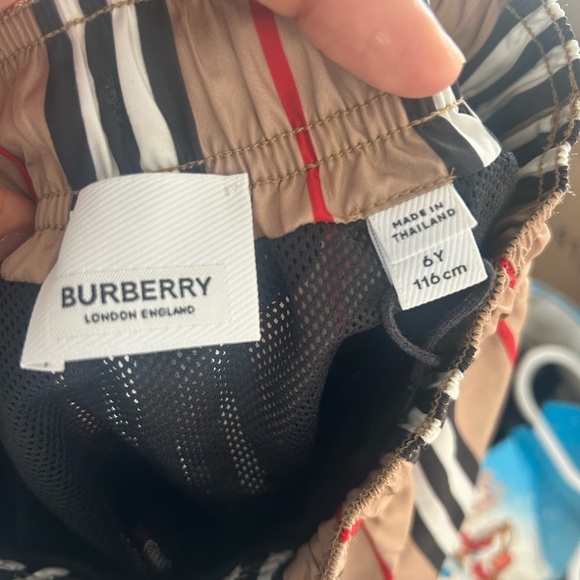 BURBERRY
LONDON ENGLAND
MADE IN
THAILAND
6Y
116cm